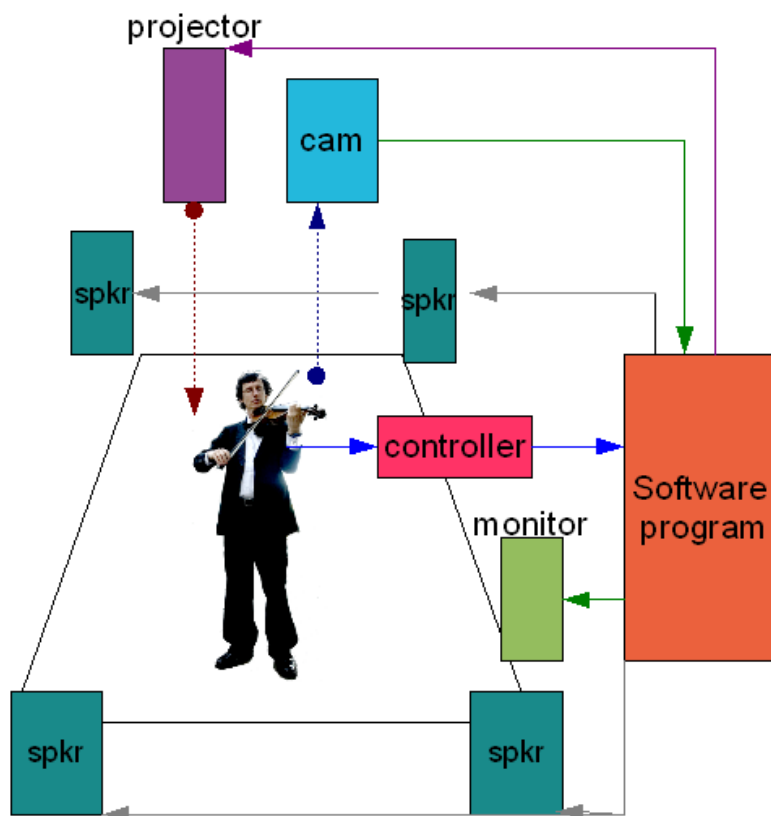 projector
cam
spkr
spkr
controller
Software
program
monitor
spkr
spkr